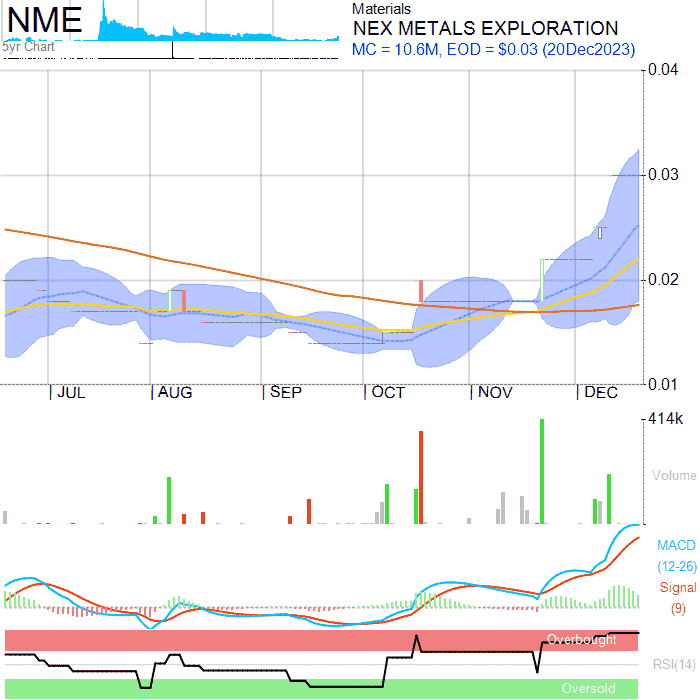 NME
5yr Chart
Materials
NEX METALS EXPLORATION
MC = 10.6M, EOD = $0.03 (20Dec2023)
0.04
0.03
0.02
0.01
JUL AUG SEP OCT NOV DEC
414k
Volume
MACD
(12-26)
Signal
(9)
Overbought
RSI(14)
Oversold